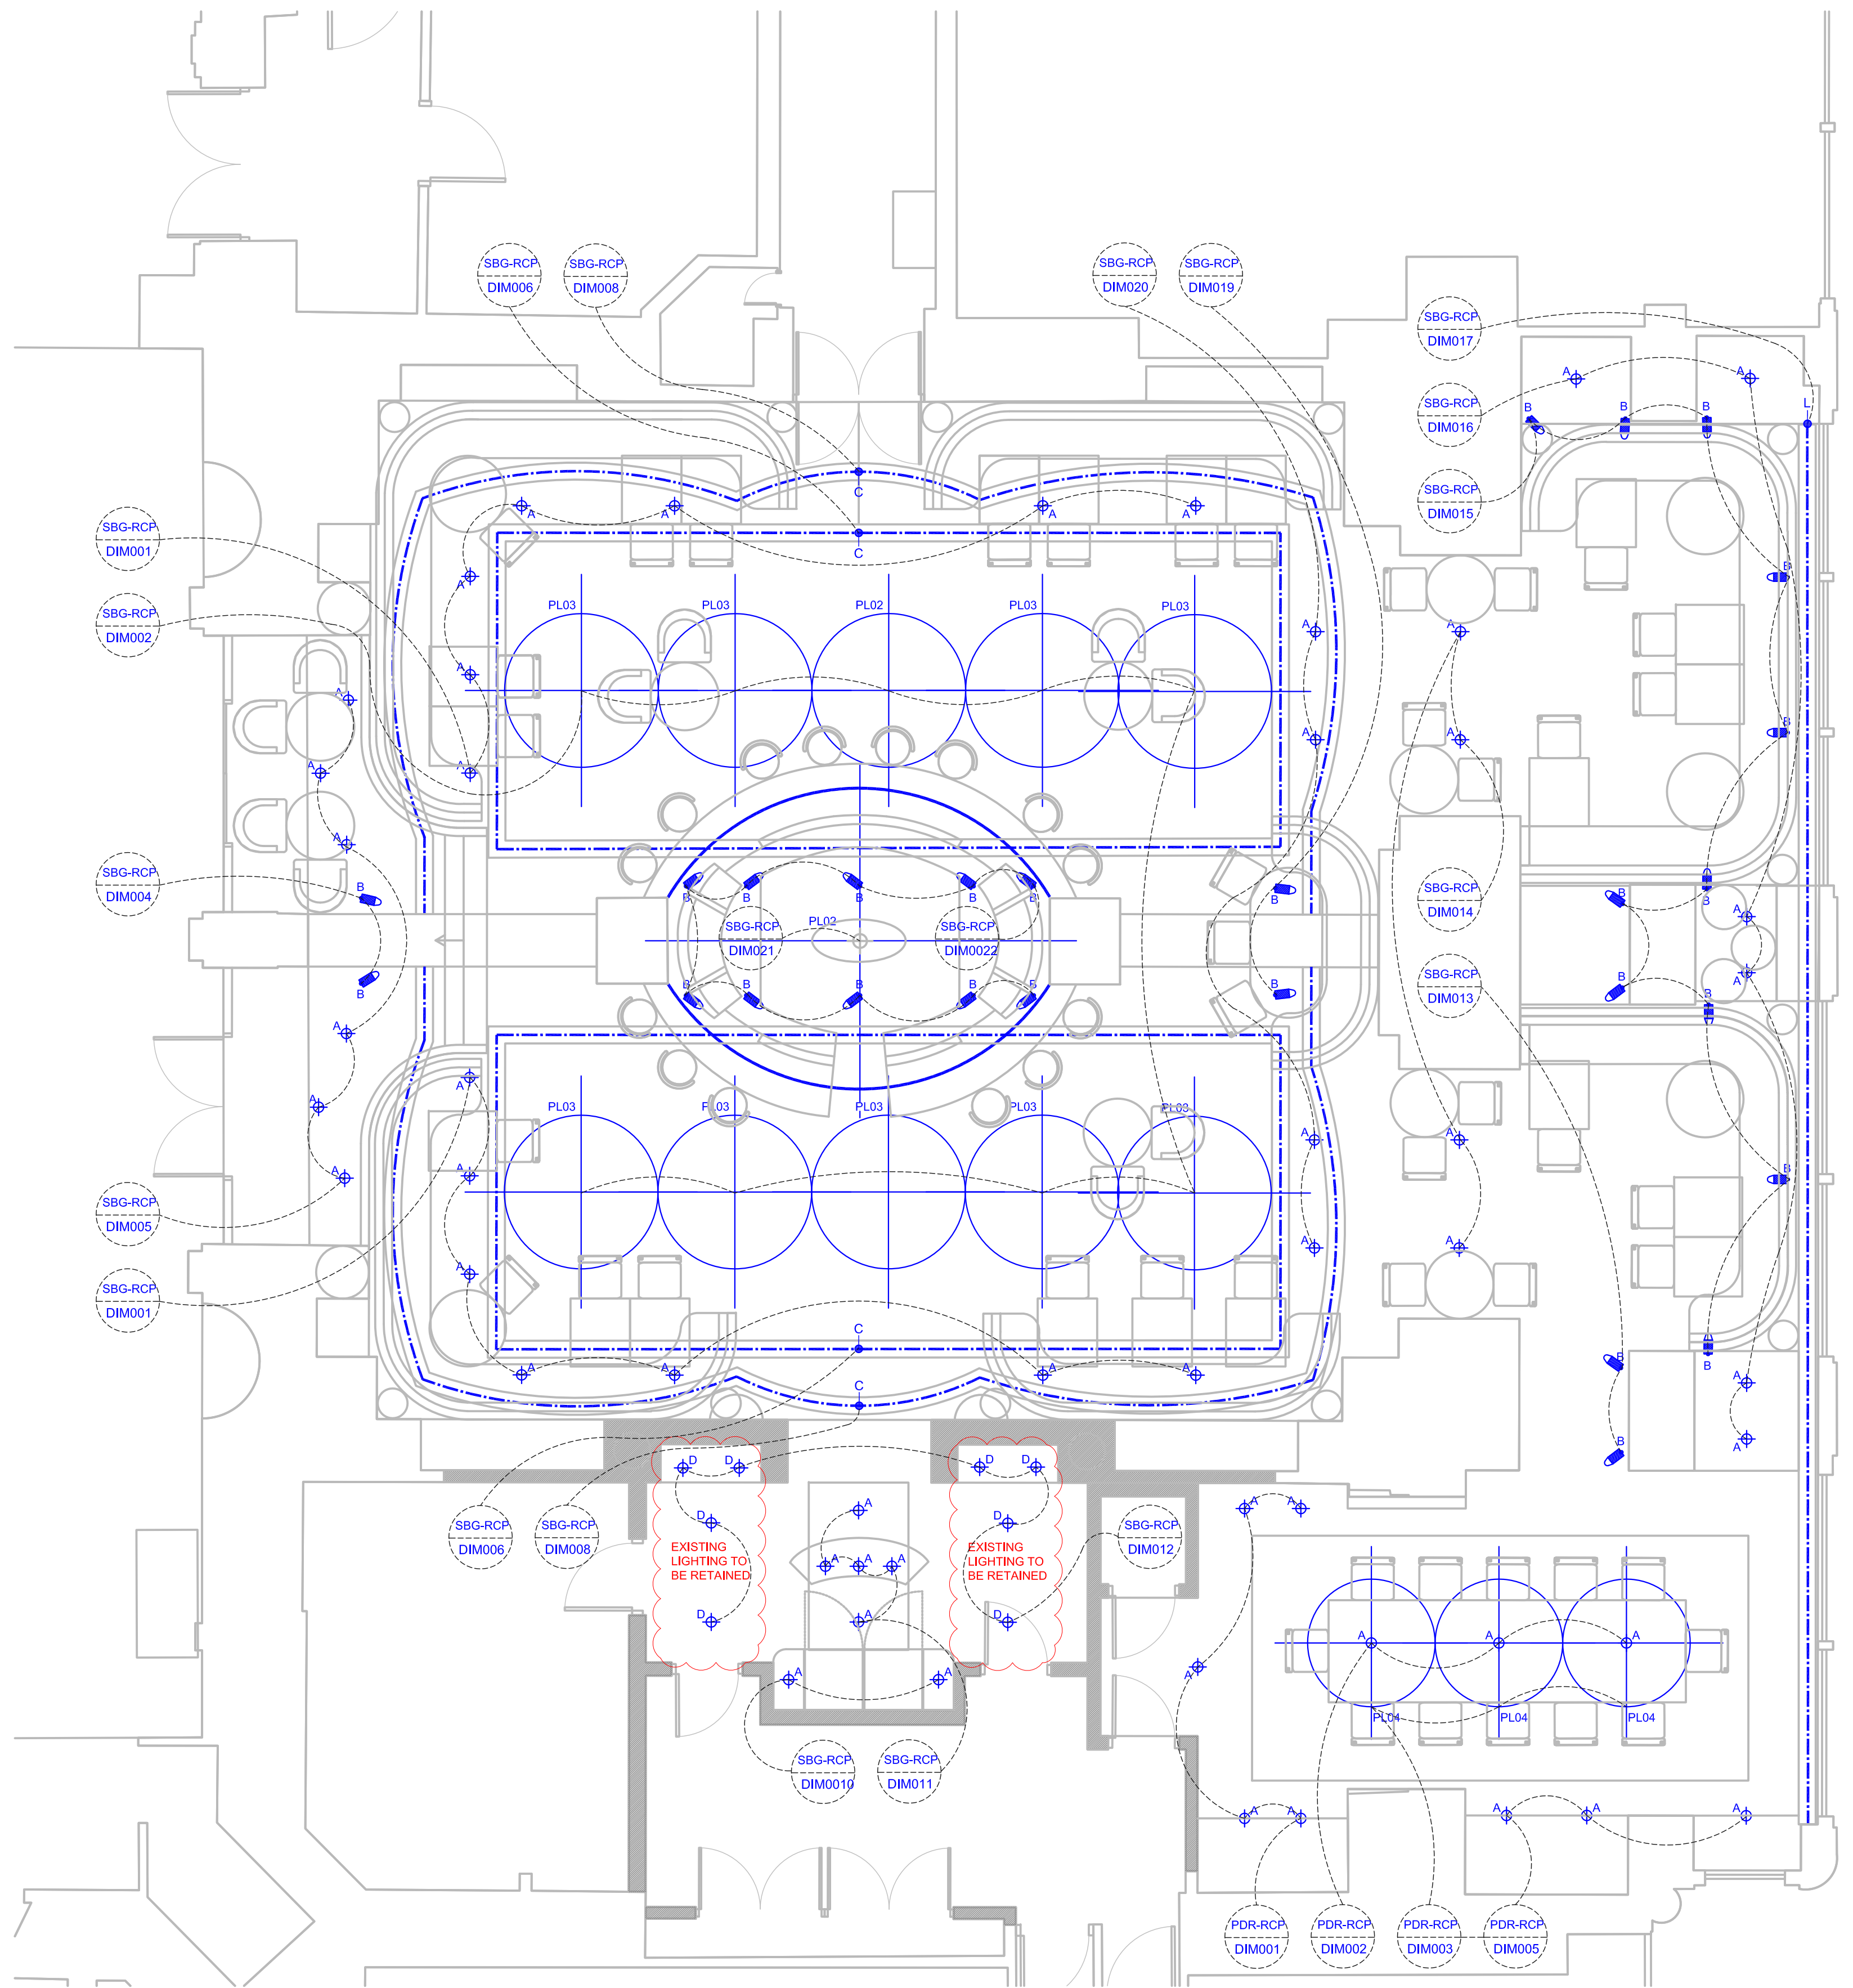 SBG-RCP
DIM006
SBG-RCP
DIM008
SBG-RCP
DIM020
SBG-RCP
DIM019
SBG-RCP
DIM017
A
A
SBG-RCP
DIM016
B
B
B
L
SBG-RCP
DIM015
C
A
A
A
A
C
SBG-RCP
DIM001
A
B
PL03
PL03
PL02
PL03
PL03
SBG-RCP
DIM002
A
A
A
A
B
A
A
A
A
A
SBG-RCP
DIM004
B
B
B
B
B
B
B
SBG-RCP
DIM014
B
B
A
PL02
SBG-RCP
DIM021
SBG-RCP
DIM0022
A
SBG-RCP
DIM013
B
B
B
B
B
B
B
B
B
A
A
A
PL03
PL03
PL03
PL03
PL03
A
A
A
A
SBG-RCP
DIM005
A
A
A
SBG-RCP
DIM001
C
B
B
A
A
A
A
A
C
B
A
D
D
D
D
A
A
A
SBG-RCP
DIM006
SBG-RCP
DIM008
D
D
SBG-RCP
DIM012
EXISTING
LIGHTING TO
BE RETAINED
A
A
A
EXISTING
LIGHTING TO
BE RETAINED
D
A
D
A
A
A
A
A
A
PL04
PL04
PL04
SBG-RCP
DIM0010
SBG-RCP
DIM011
A
A
A
A
A
PDR-RCP
DIM001
PDR-RCP
DIM002
PDR-RCP
DIM003
PDR-RCP
DIM005